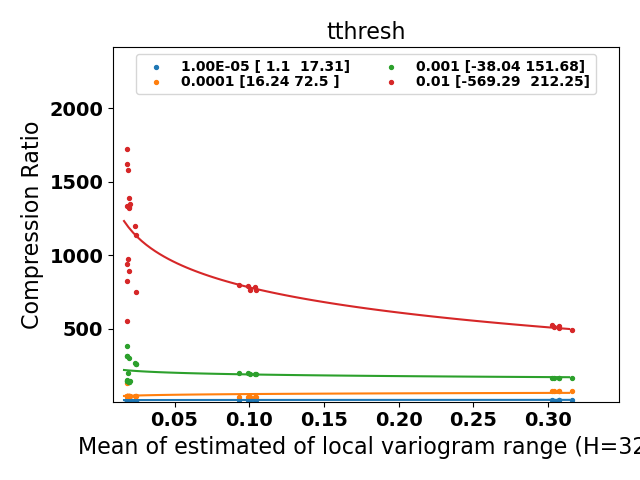 tthresh
1.00E-05 [ 1.1 17.31]
0.0001 [16.24 72.5 ]
0.001 [-38.04 151.68]
0.01 [-569.29 212.25]
Compression Ratio
2000
1500
1000
500
0.05 0.10 0.15 0.20 0.25 0.30
Mean of estimated of local variogram range (H=32